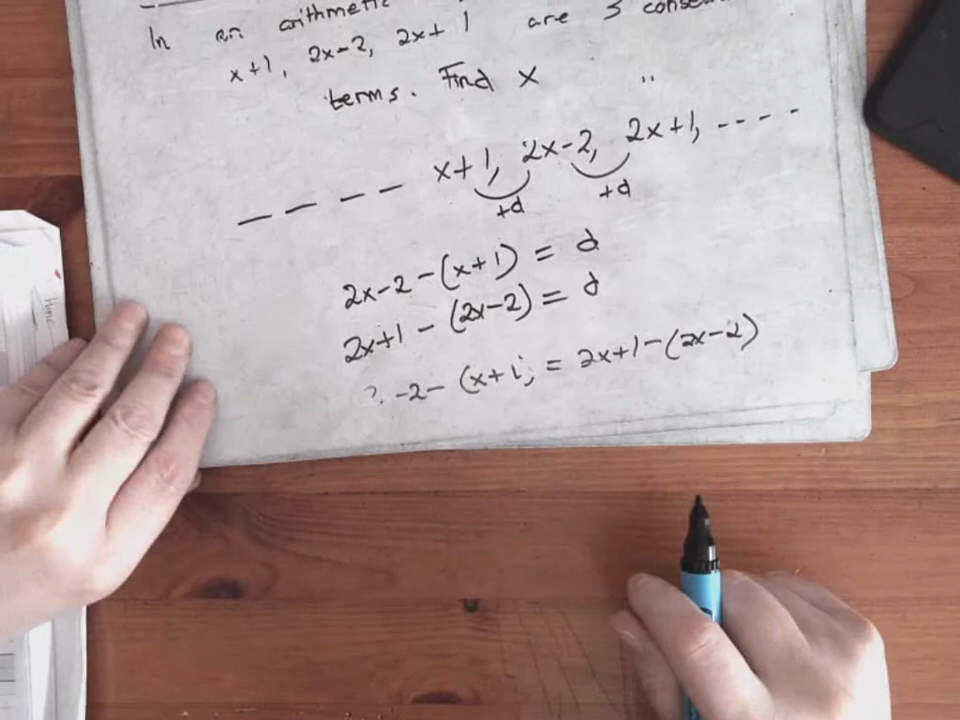 In an arithmetic
x+1, 2x-2, 2x+1 are 3
terms. Find x
_ _ _ _ x+1, 2x-2, 2x+1, ----
+d +d
2x-2-(x+1) = d
2x+1 - (2x-2) = d
-2-(x+1) = 2x+1-(2x-2)